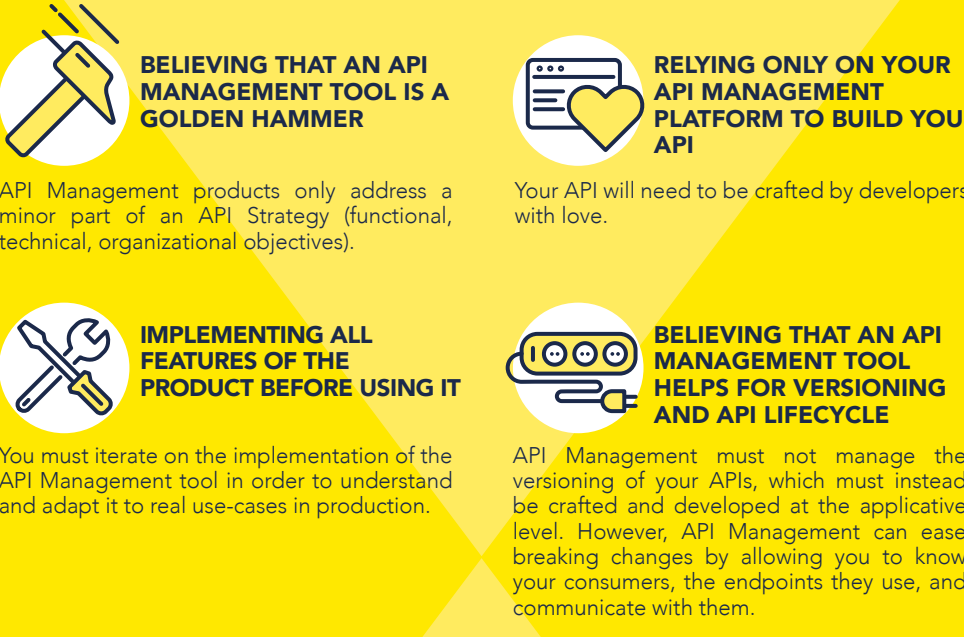 BELIEVING THAT AN API
MANAGEMENT TOOL IS A
GOLDEN HAMMER
API Management products only address a
minor part of an API Strategy (functional,
technical, organizational objectives).
RELYING ONLY ON YOUR
API MANAGEMENT
PLATFORM TO BUILD YOU
API
Your API will need to be crafted by developers
with love.
IMPLEMENTING ALL
FEATURES OF THE
PRODUCT BEFORE USING IT
You must iterate on the implementation of the
API Management tool in order to understand
and adapt it to real use-cases in production.
BELIEVING THAT AN API
MANAGEMENT TOOL
HELPS FOR VERSIONING
AND API LIFECYCLE
API Management must not manage the
versioning of your APIs, which must instead
be crafted and developed at the applicative
level. However, API Management can ease
breaking changes by allowing you to know
your consumers, the endpoints they use, and
communicate with them.